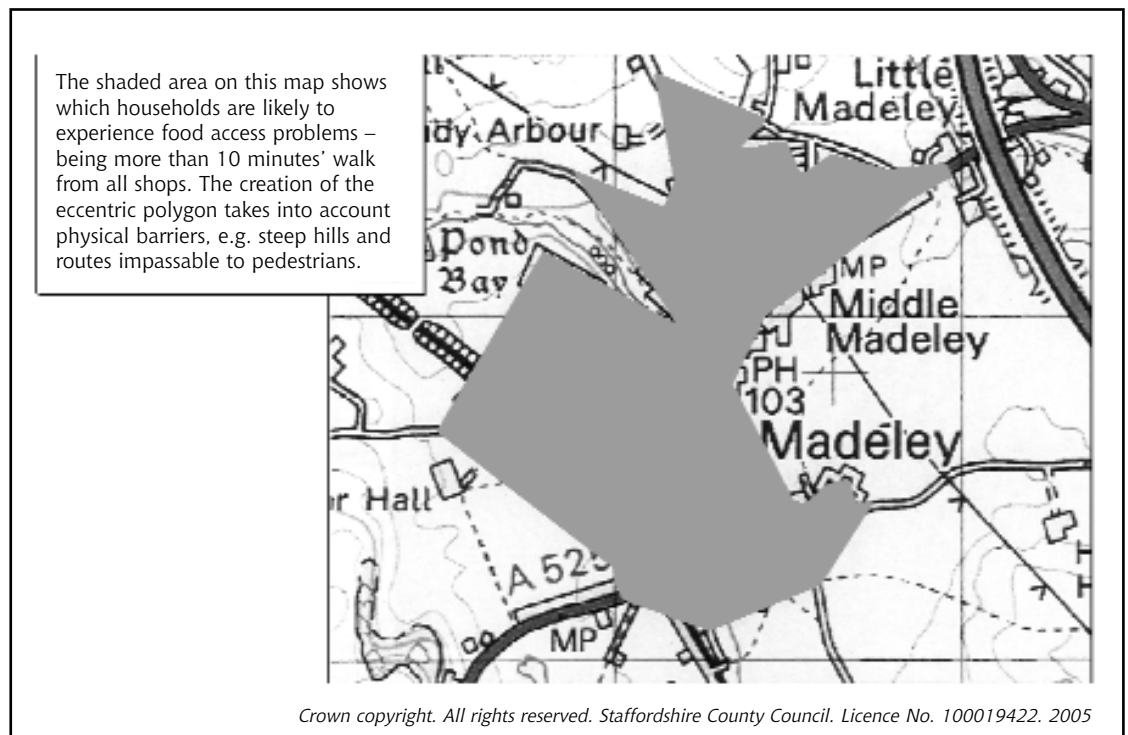 The shaded area on this map shows
which households are likely to
experience food access problems –
being more than 10 minutes' walk
from all shops. The creation of the
eccentric polygon takes into account
physical barriers, e.g. steep hills and
routes impassable to pedestrians.
Little
Madeley
Arbour
Pond
Bay
MP
Middle
Madeley
PH
103
Madeley
Hall
A 525
MP
Crown copyright. All rights reserved. Staffordshire County Council. Licence No. 100019422. 2005